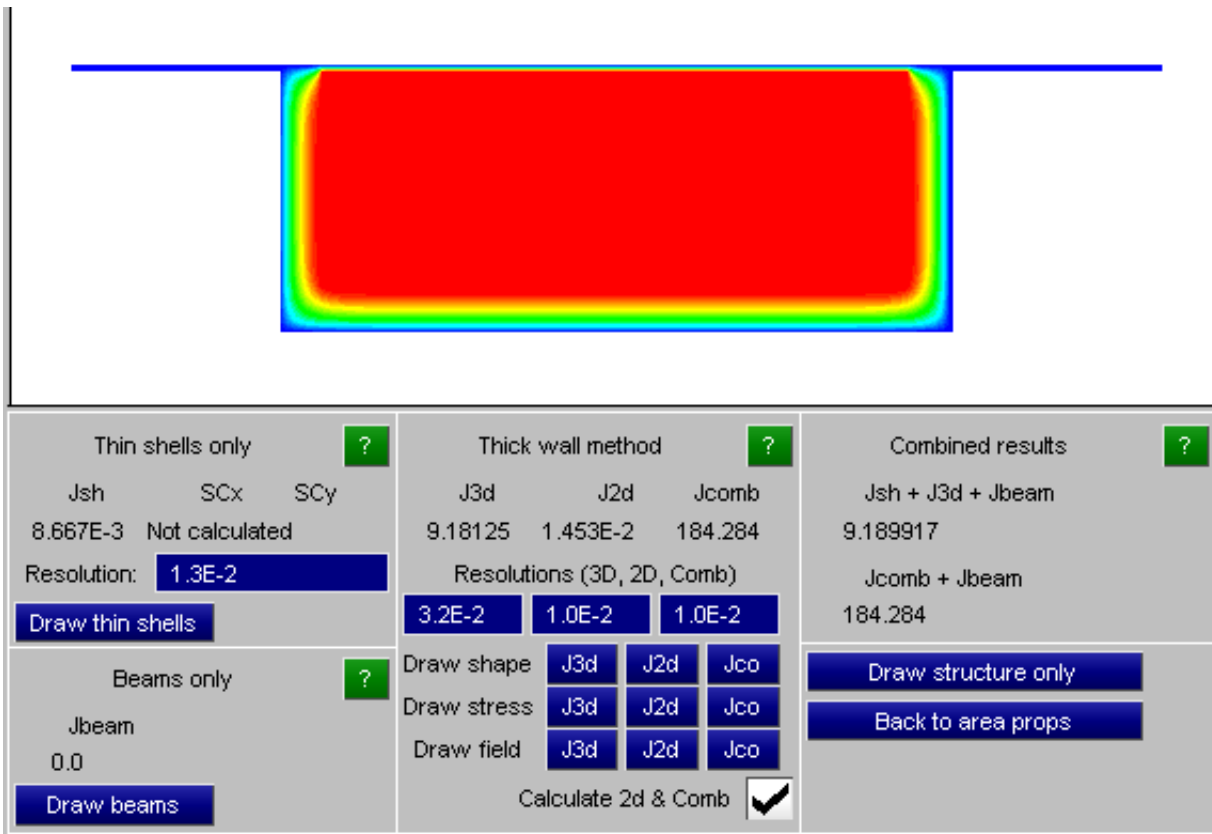 Thin shells only ?
Jsh SCx SCy
8.667E-3 Not calculated
Resolution: 1.3E-2
Draw thin shells
Beams only ?
Jbeam
0.0
Draw beams
Thick wall method ?
J3d J2d Jcomb
9.18125 1.453E-2 184.284
Resolutions (3D, 2D, Comb)
3.2E-2 1.0E-2 1.0E-2
Draw shape J3d J2d Jco
Draw stress J3d J2d Jco
Draw field J3d J2d Jco
Calculate 2d & Comb
Combined results ?
Jsh + J3d + Jbeam
9.189917
Jcomb + Jbeam
184.284
Draw structure only
Back to area props